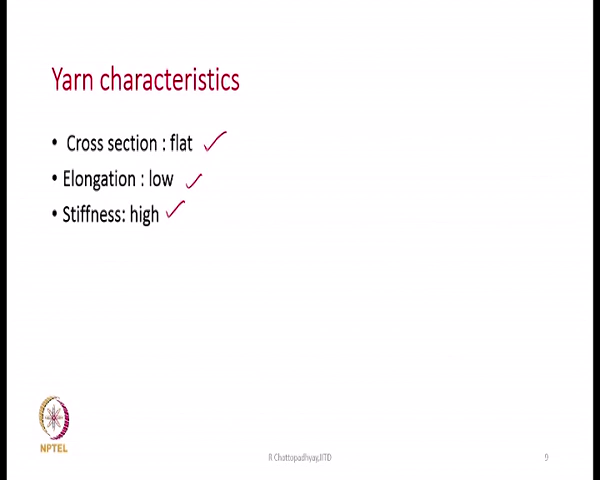 Yarn characteristics
• Cross section : flat
• Elongation : low
• Stiffness: high
NPTEL
R Chattopadhyay,IITD
9